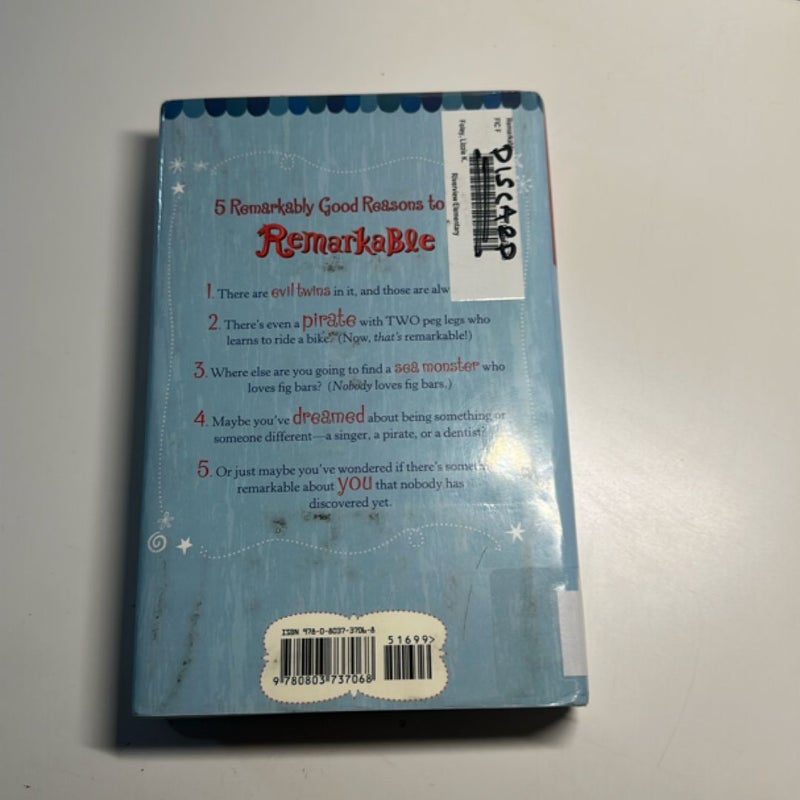 Remarkable
FIC F
Foley, Lizzie K.
Riverview Elementary
DISCARD
5 Remarkably Good Reasons to
Remarkable
1. There are evil twins in it, and those are
2. There's even a pirate with TWO peg legs who
learns to ride a bike? (Now, that's remarkable!)
3. Where else are you going to find a sea monster who
loves fig bars? (Nobody loves fig bars.)
4. Maybe you've dreamed about being something or
someone different—a singer, a pirate, or a dentist?
5. Or just maybe you've wondered if there's
remarkable about you that nobody has
discovered yet.
ISBN 978-0-8037-3706-8
51699>
9 780803 737068